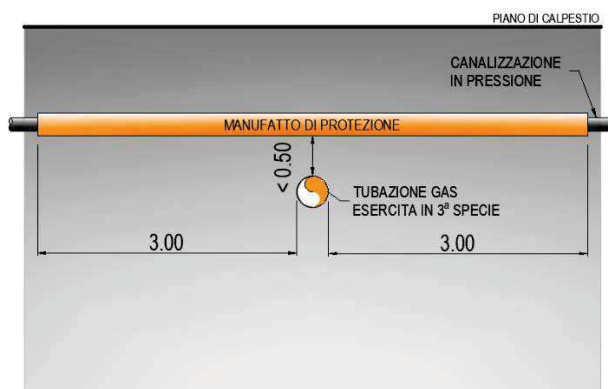 PIANO DI CALPESTIO
CANALIZZAZIONE
IN PRESSIONE
MANUFATTO DI PROTEZIONE
< 0.50
TUBAZIONE GAS
ESERCITA IN 3ª SPECIE
3.00
3.00